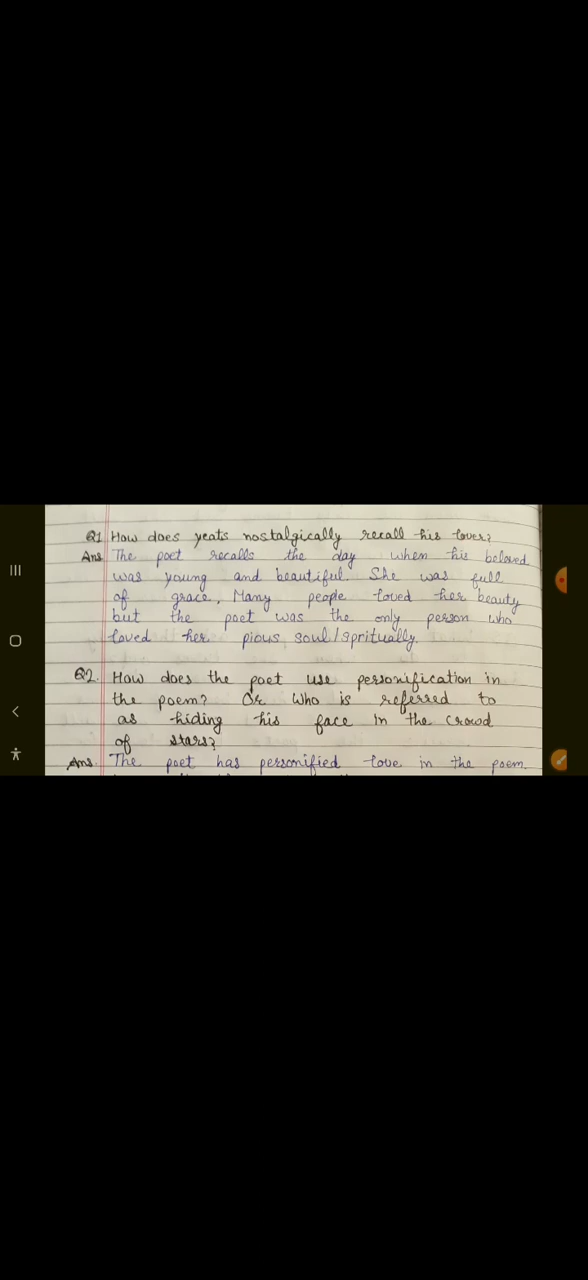 Q1 How does yeats nostalgically recall his lover?
Ans The poet recalls the day when his beloved
was young and beautiful. She was full
of grace. Many people loved her beauty
but the poet was the only person who
loved her pious soul/spritually.
Q2. How does the poet use personification in
the poem? Or Who is referred to
as hiding his face in the crowd
of stars?
Ans. The poet has personified love in the poem.